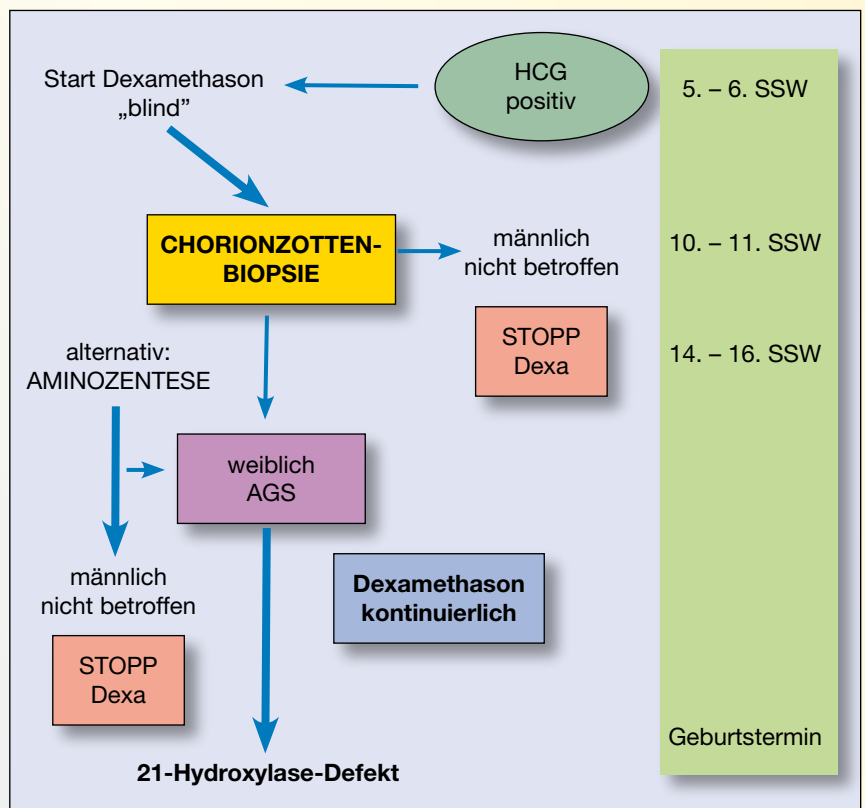 Start Dexamethason
„blind”
HCG
positiv
5. – 6. SSW
CHORIONZOTTEN-
BIOPSIE
männlich
nicht betroffen
10. – 11. SSW
STOPP
Dexa
14. – 16. SSW
alternativ:
AMINOZENTESE
weiblich
AGS
männlich
nicht betroffen
Dexamethason
kontinuierlich
STOPP
Dexa
Geburtstermin
21-Hydroxylase-Defekt